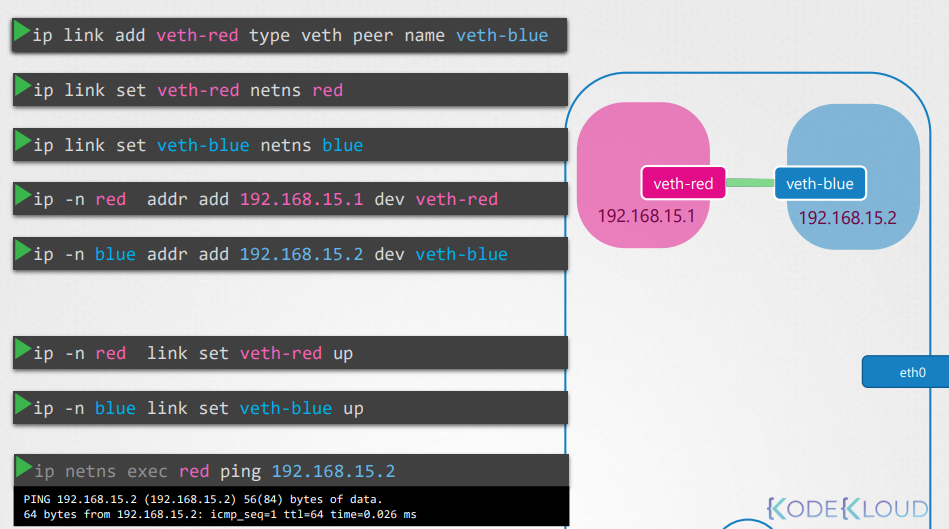 ip link add veth-red type veth peer name veth-blue
ip link set veth-red netns red
ip link set veth-blue netns blue
ip -n red addr add 192.168.15.1 dev veth-red
ip -n blue addr add 192.168.15.2 dev veth-blue
ip -n red link set veth-red up
ip -n blue link set veth-blue up
ip netns exec red ping 192.168.15.2
PING 192.168.15.2 (192.168.15.2) 56(84) bytes of data.
64 bytes from 192.168.15.2: icmp_seq=1 ttl=64 time=0.026 ms
veth-red
veth-blue
192.168.15.1
192.168.15.2
eth0
KODEKLOUD